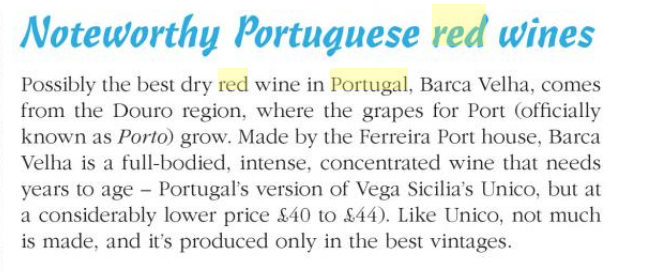 Noteworthy Portuguese red wines
Possibly the best dry red wine in Portugal, Barca Velha, comes
from the Douro region, where the grapes for Port (officially
known as Porto) grow. Made by the Ferreira Port house, Barca
Velha is a full-bodied, intense, concentrated wine that needs
years to age – Portugal's version of Vega Sicilia's Unico, but at
a considerably lower price £40 to £44). Like Unico, not much
is made, and it's produced only in the best vintages.